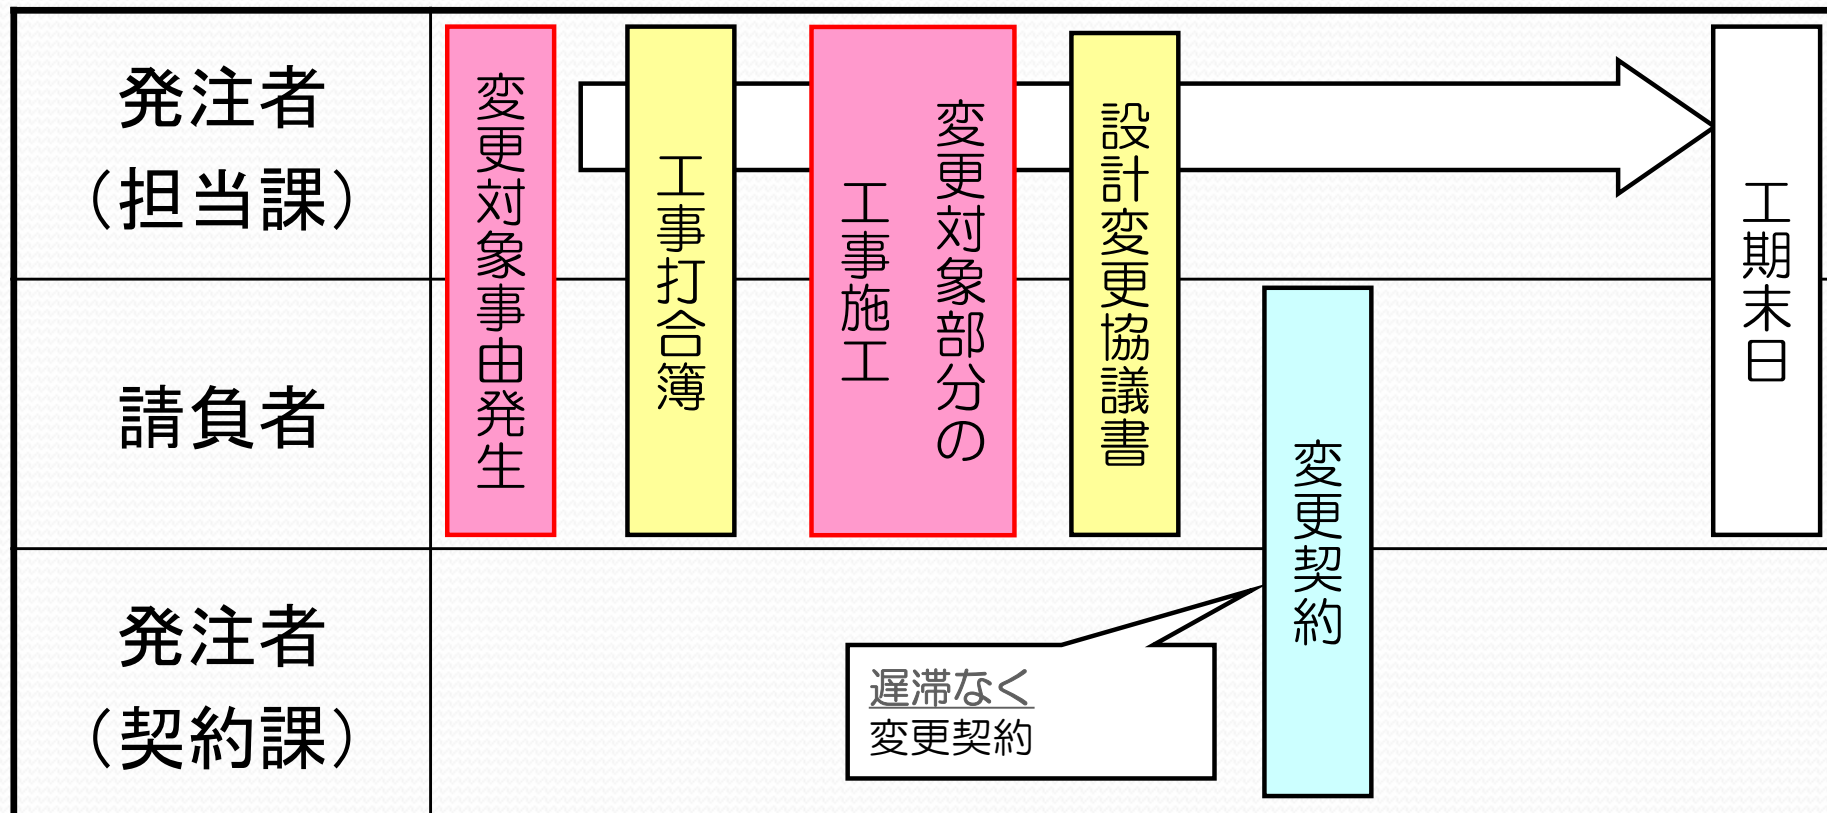 発注者
（担当課）
請負者
発注者
（契約課）
変更対象事由発生
工事打合簿
変更対象部分の
工事施工
設計変更協議書
変更契約
工期末日
遅滞なく
変更契約